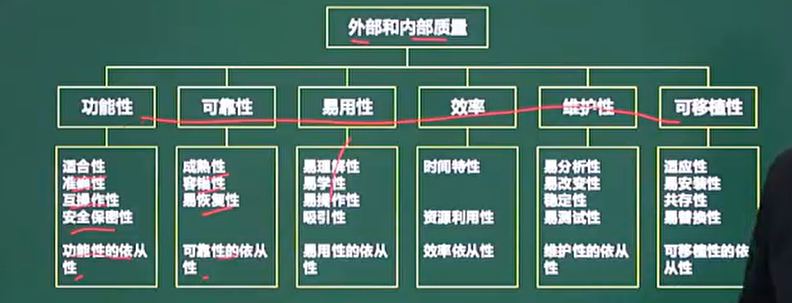 外部和内部质量
功能性
可靠性
易用性
效率
维护性
可移植性
适合性
准确性
互操作性
安全保密性
功能性的依从
性
成熟性
容错性
易恢复性
可靠性的依从
性
易理解性
易学性
易操作性
吸引性
易用性的依从
性
时间特性
资源利用性
效率依从性
易分析性
易改变性
稳定性
易测试性
维护性的依从
性
适应性
易安装性
共存性
易替换性
可移植性的依
从性